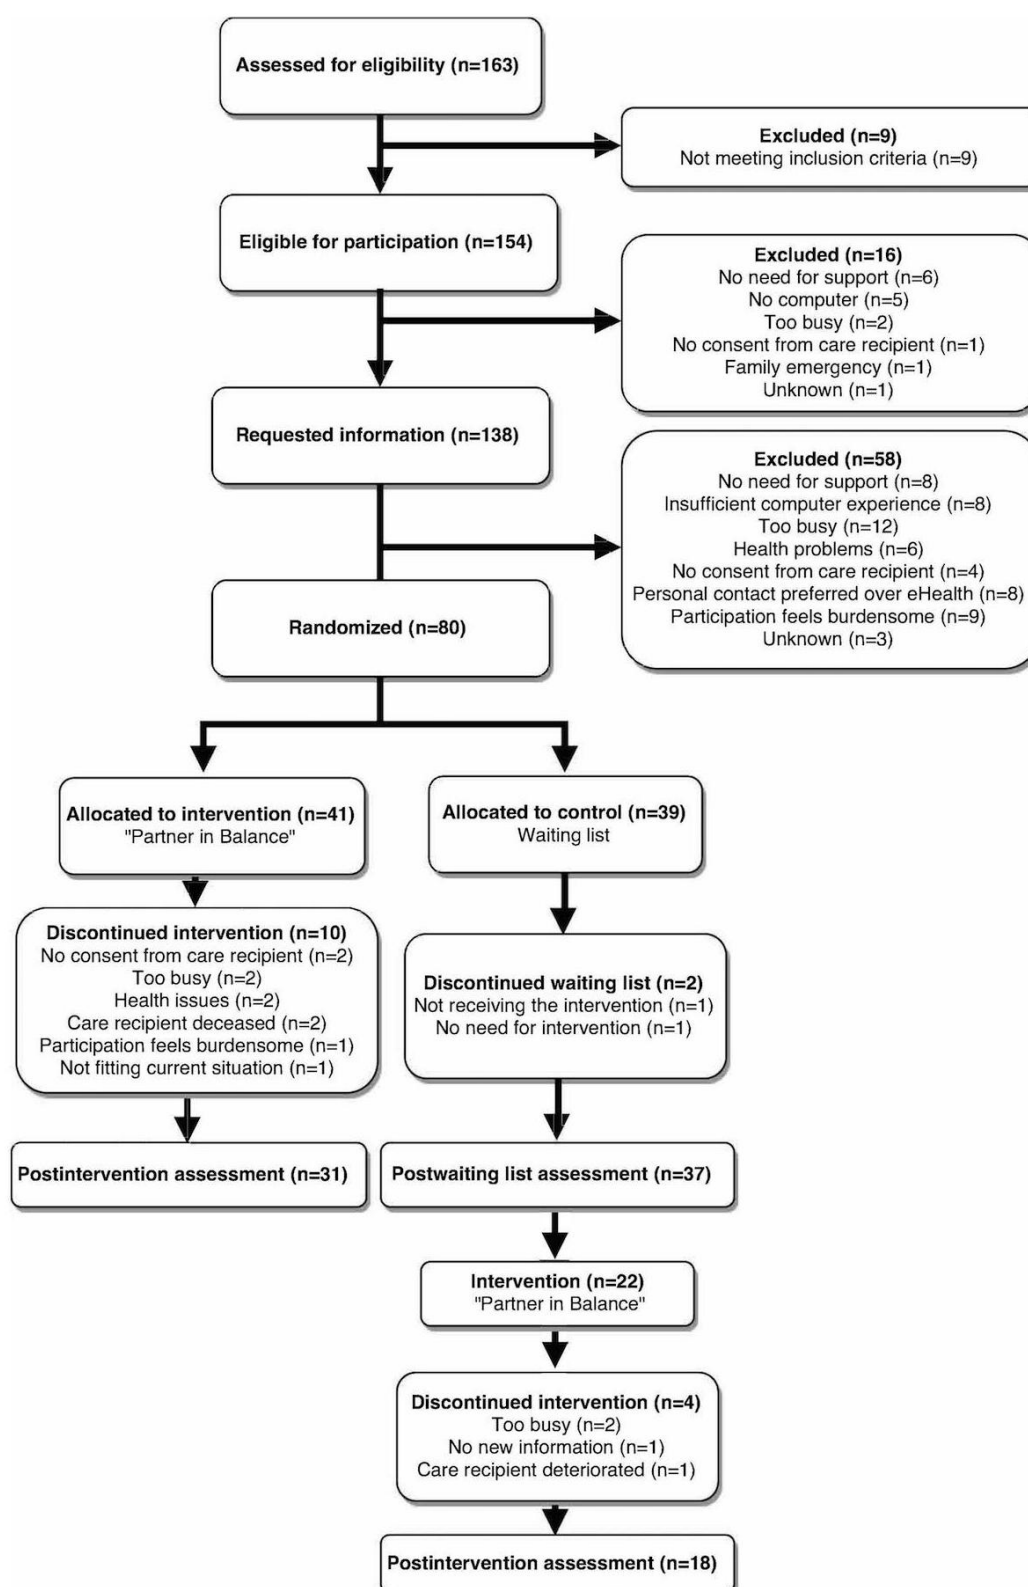 Assessed for eligibility (n=163)
Excluded (n=9)
Not meeting inclusion criteria (n=9)
Eligible for participation (n=154)
Excluded (n=16)
No need for support (n=6)
No computer (n=5)
Too busy (n=2)
No consent from care recipient (n=1)
Family emergency (n=1)
Unknown (n=1)
Requested information (n=138)
Excluded (n=58)
No need for support (n=8)
Insufficient computer experience (n=8)
Too busy (n=12)
Health problems (n=6)
No consent from care recipient (n=4)
Personal contact preferred over eHealth (n=8)
Participation feels burdensome (n=9)
Unknown (n=3)
Randomized (n=80)
Allocated to intervention (n=41)
"Partner in Balance"
Allocated to control (n=39)
Waiting list
Discontinued intervention (n=10)
No consent from care recipient (n=2)
Too busy (n=2)
Health issues (n=2)
Care recipient deceased (n=2)
Participation feels burdensome (n=1)
Not fitting current situation (n=1)
Discontinued waiting list (n=2)
Not receiving the intervention (n=1)
No need for intervention (n=1)
Postintervention assessment (n=31)
Postwaiting list assessment (n=37)
Intervention (n=22)
"Partner in Balance"
Discontinued intervention (n=4)
Too busy (n=2)
No new information (n=1)
Care recipient deteriorated (n=1)
Postintervention assessment (n=18)